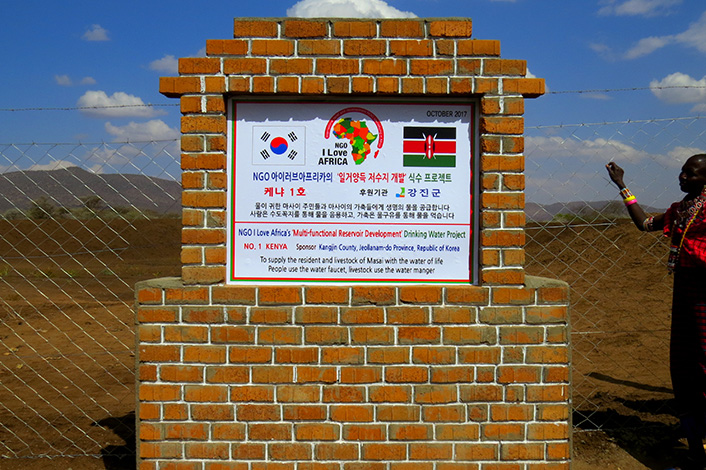 OCTOBER 2017
NGO
I Love
AFRICA
NGO 아이러브아프리카의 '일거양득 저수지 개발' 식수 프로젝트
케냐 1호 후원기관 강진군
물이 귀한 마사이 주민들과 마사이의 가축들에게 생명의 물을 공급합니다.
사람은 수도꼭지를 통해 물을 음용하고, 가축은 물구유를 통해 물을 먹습니다.
NGO I Love Africa's 'Multi-functional Reservoir Development' Drinking Water Project
NO. 1 KENYA Sponsor Kangjin County, Jeollanam-do Province, Republic of Korea
To supply the resident and livestock of Masai with the water of life
People use the water faucet, livestock use the water manger